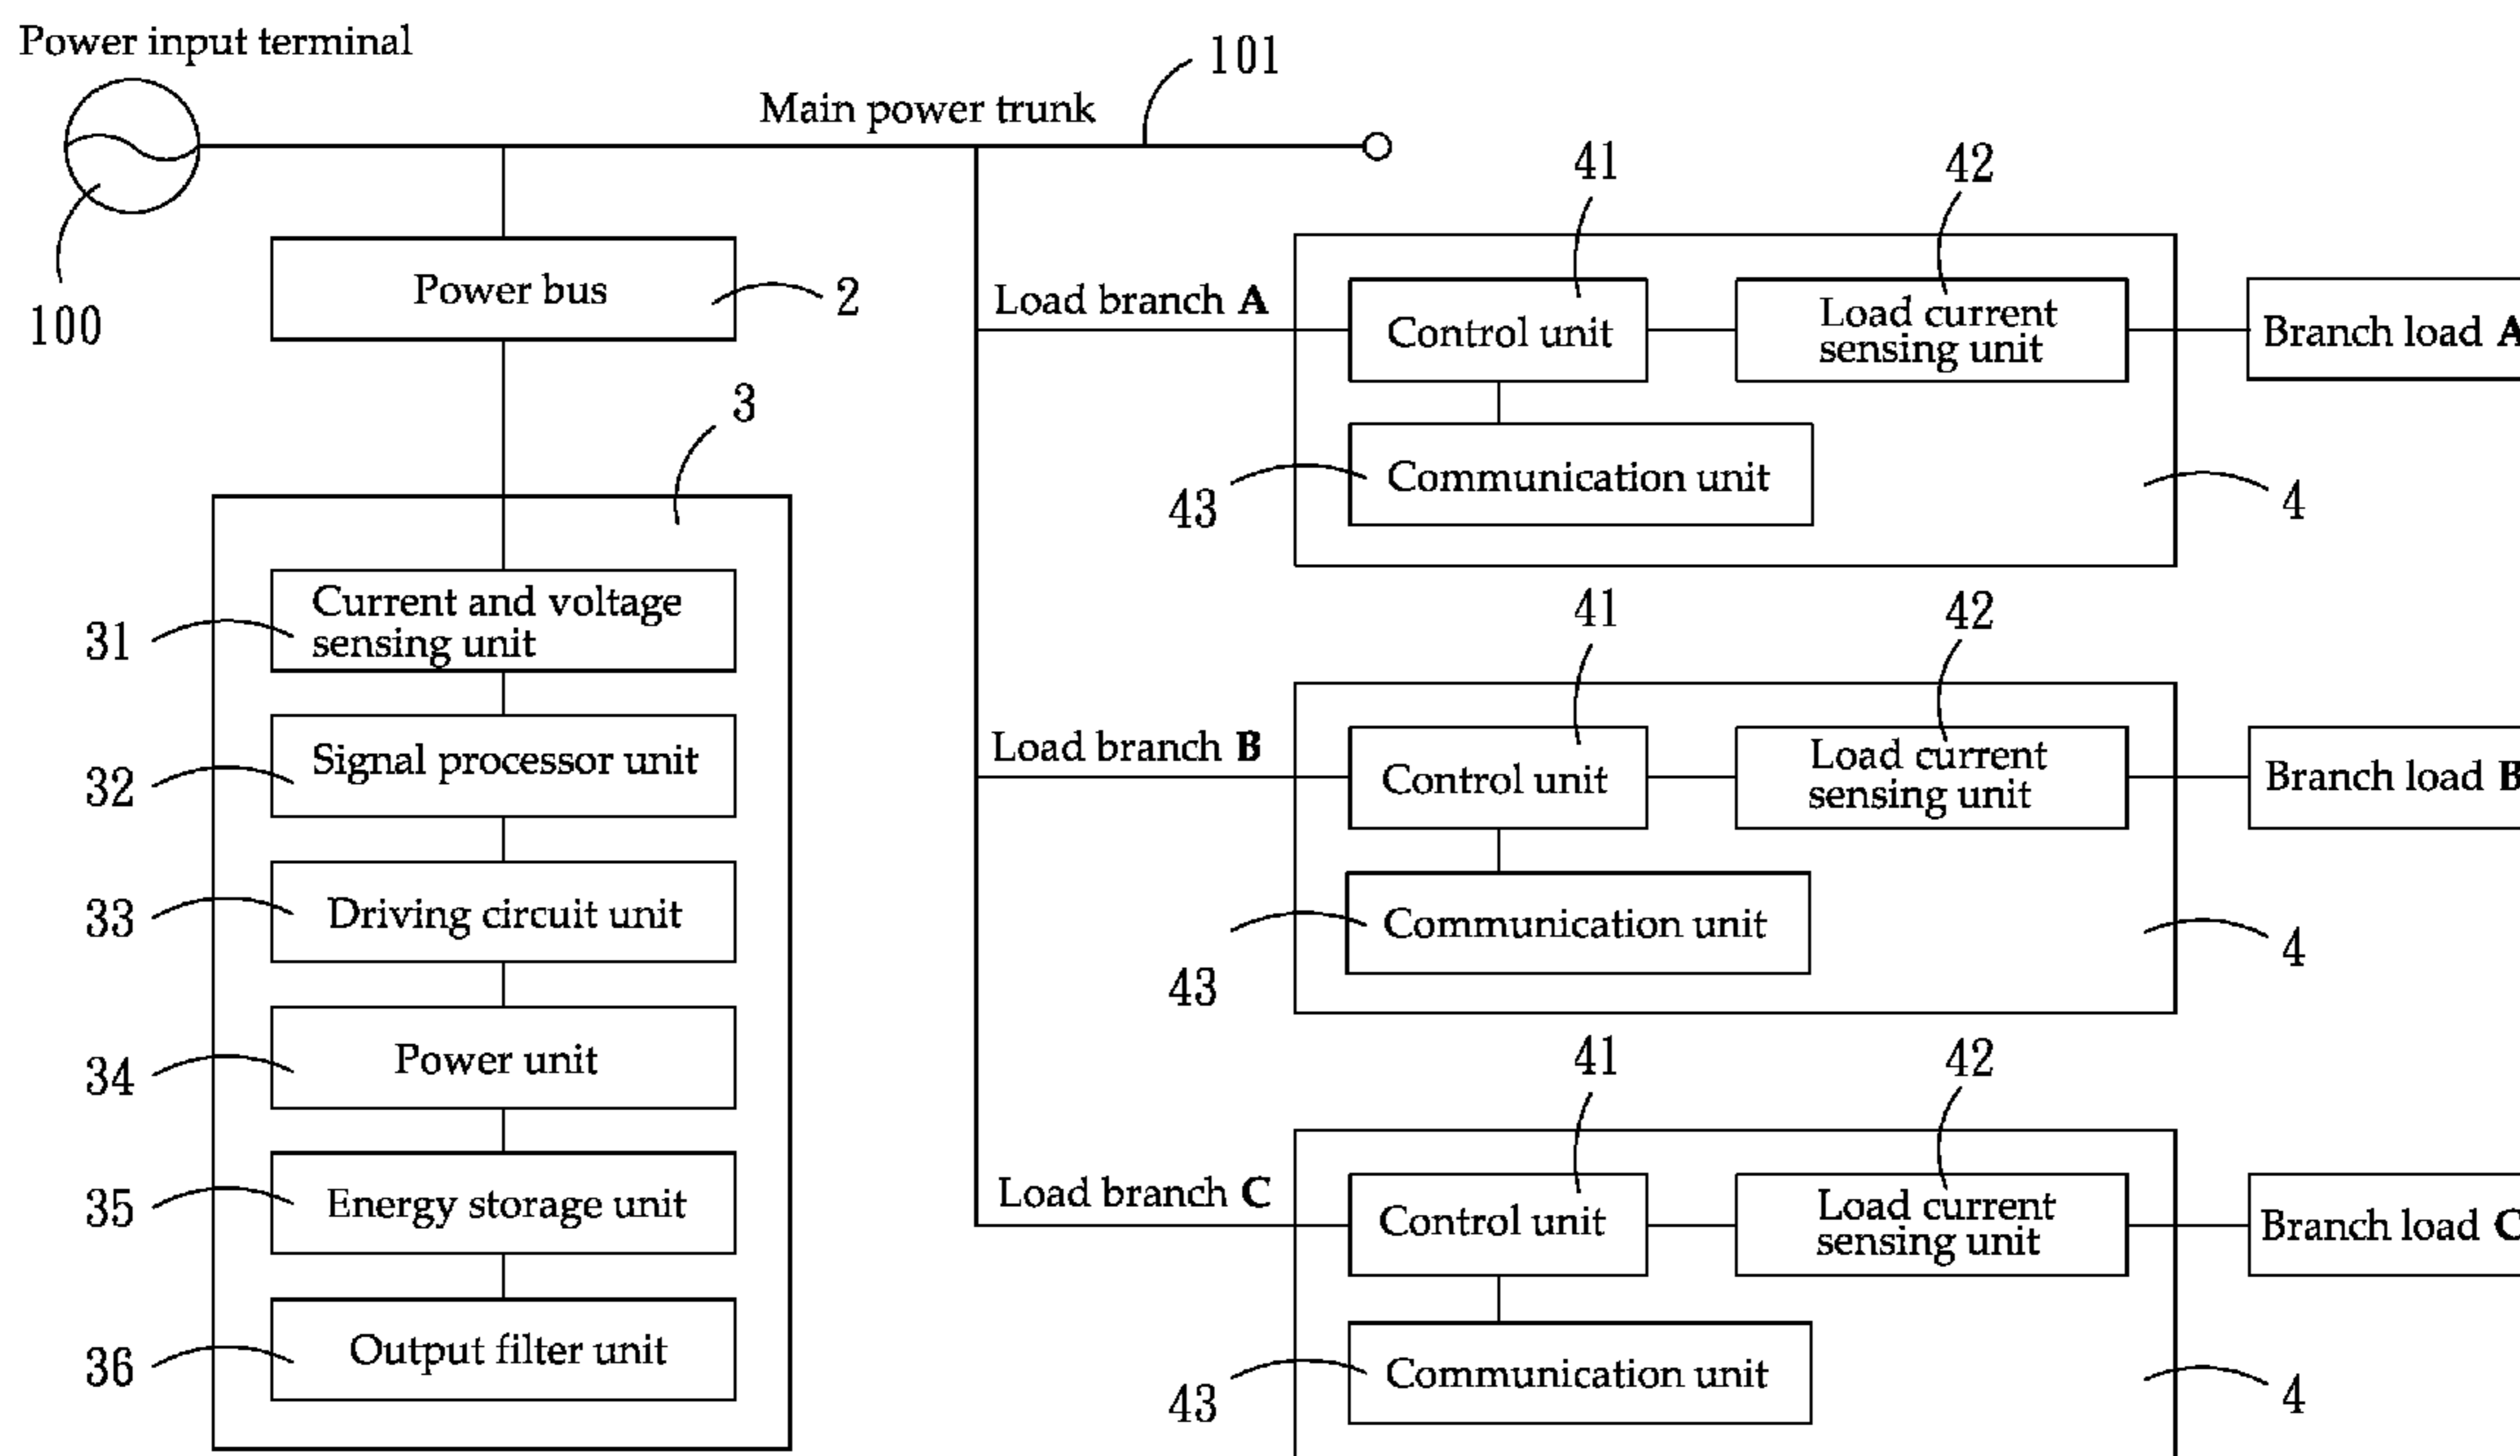 Power input terminal
101
Main power trunk
100
Power bus
2
3
Current and voltage
sensing unit
31
Signal processor unit
32
Driving circuit unit
33
Power unit
34
Energy storage unit
35
Output filter unit
36
Load branch A
41
42
Control unit
Load current
sensing unit
Branch load A
Communication unit
43
4
Load branch B
41
42
Control unit
Load current
sensing unit
Branch load B
Communication unit
43
4
Load branch C
41
42
Control unit
Load current
sensing unit
Branch load C
Communication unit
43
4